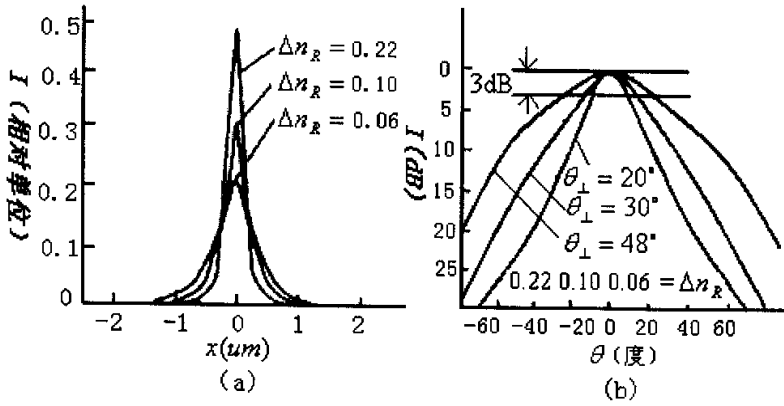 I (相对单位)
0.5
0.4
0.3
0.2
0.1
0
Δn_R = 0.22
Δn_R = 0.10
Δn_R = 0.06
-2 -1 0 1 2
x(um)
(a)
I (dB)
0
3dB
5
10
15
20
25
θ⊥ = 20°
θ⊥ = 30°
θ⊥ = 48°
0.22 0.10 0.06 = Δn_R
-60 -40 -20 0 20 40 60
θ (度)
(b)